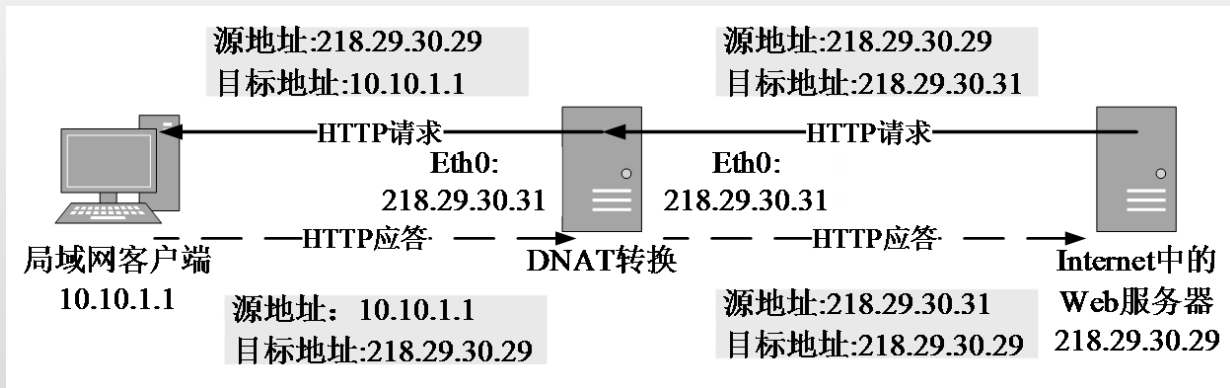 源地址:218.29.30.29
目标地址:10.10.1.1
源地址:218.29.30.29
目标地址:218.29.30.31
HTTP请求
HTTP请求
Eth0:
218.29.30.31
Eth0:
218.29.30.31
HTTP应答
HTTP应答
局域网客户端
10.10.1.1
DNAT转换
Internet中的
Web服务器
218.29.30.29
源地址：10.10.1.1
目标地址:218.29.30.29
源地址:218.29.30.31
目标地址:218.29.30.29